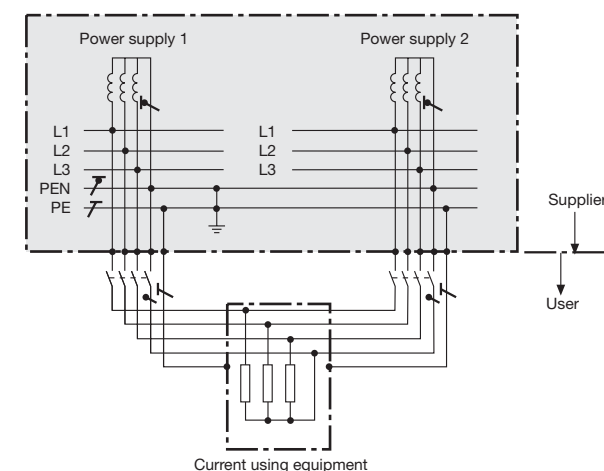 Power supply 1
Power supply 2
L1
L1
L2
L2
L3
L3
PEN
PE
Supplier
User
Current using equipment